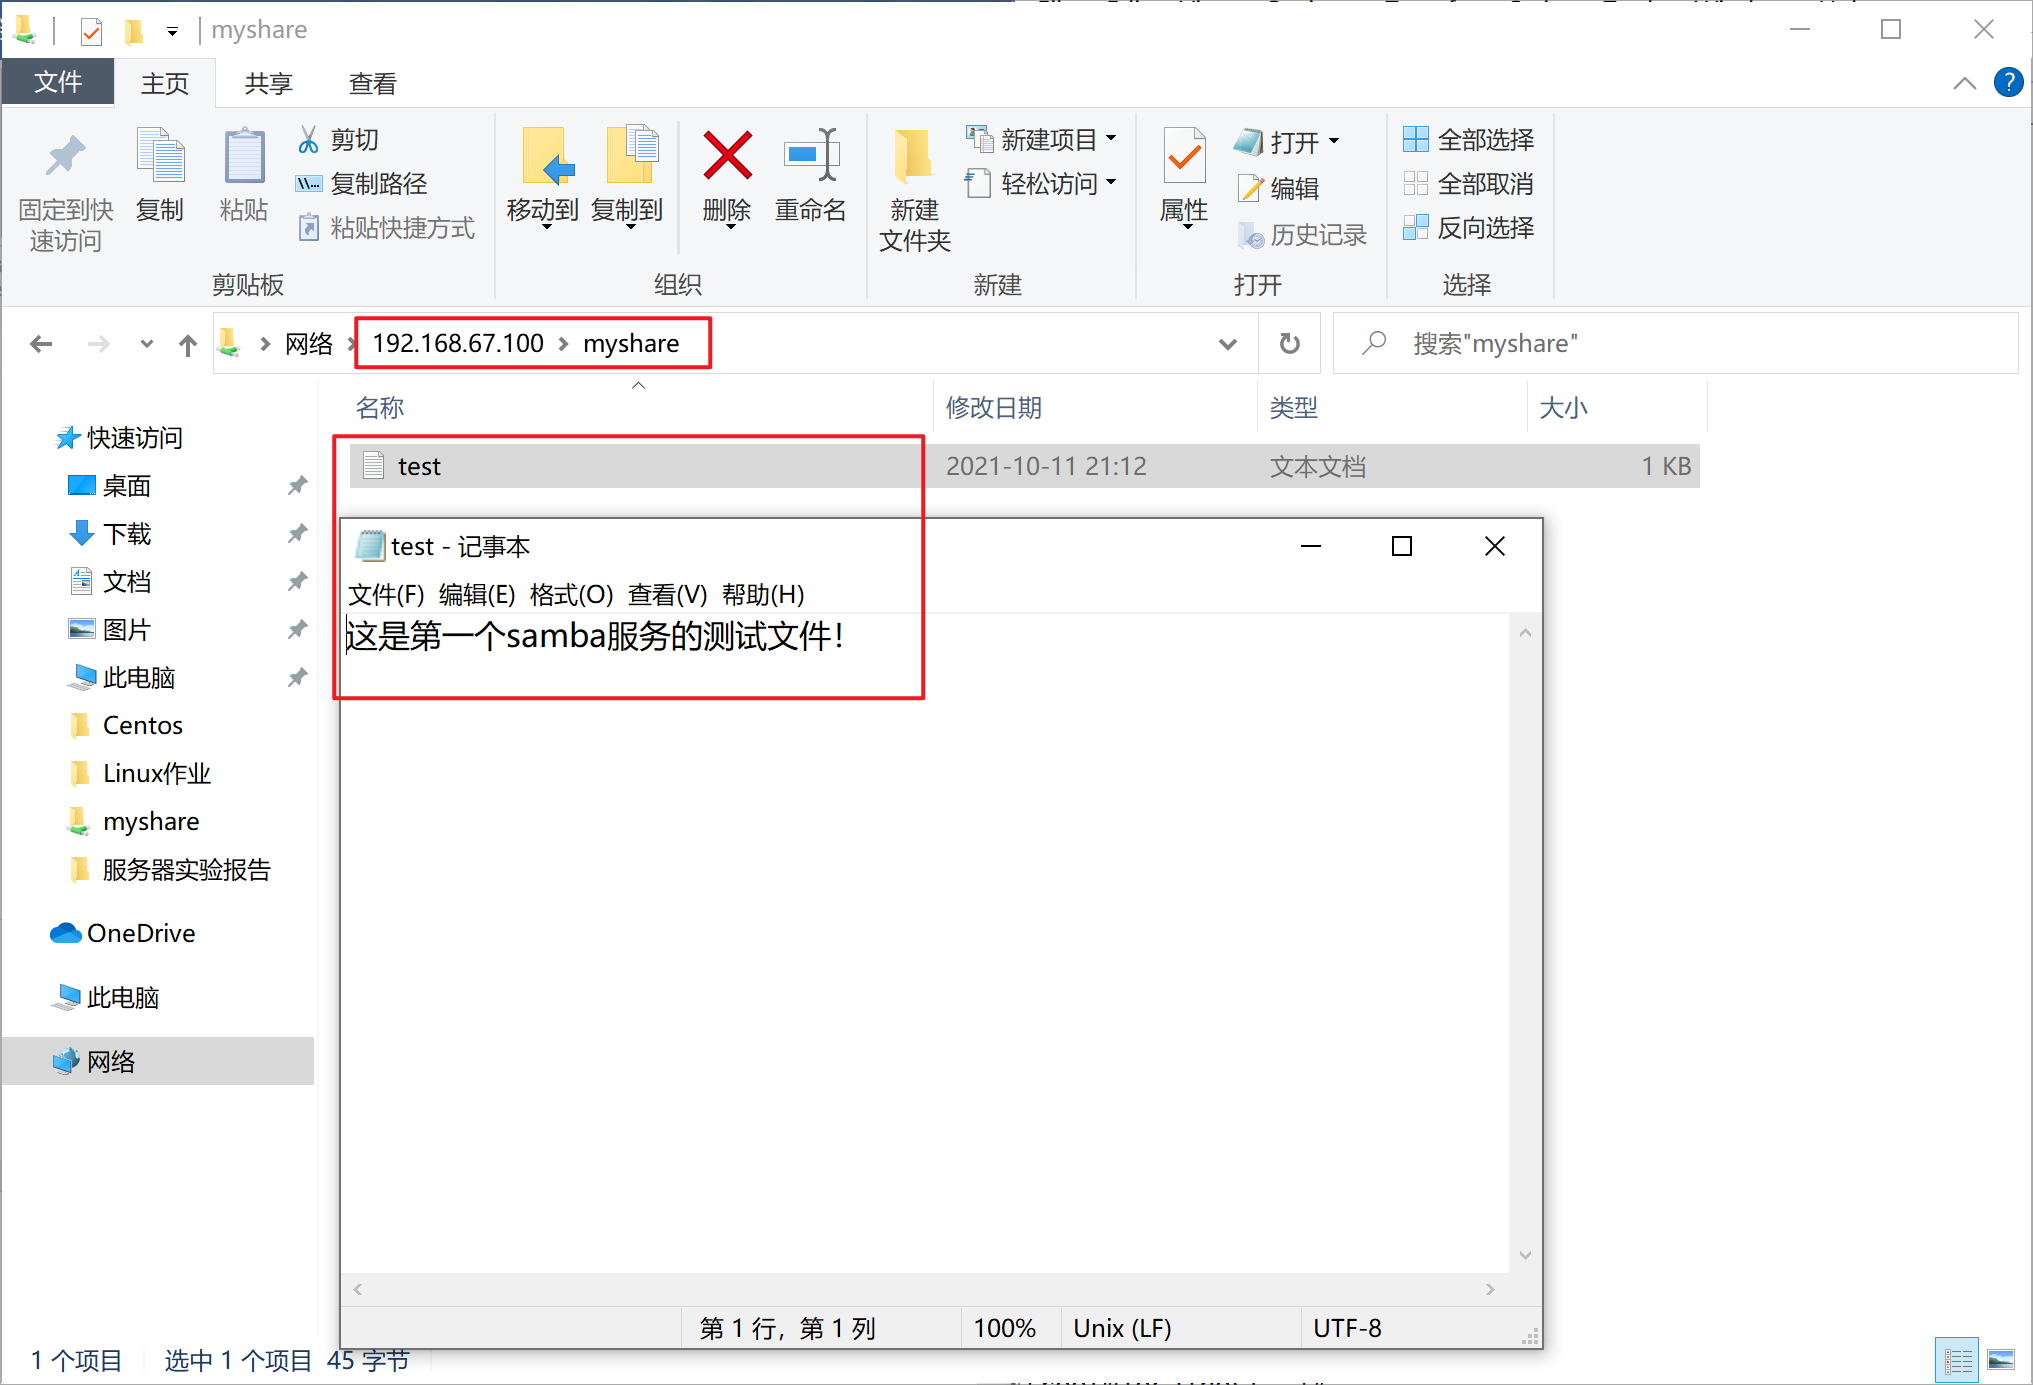 myshare
文件 主页 共享 查看
固定到快速访问
复制
粘贴
剪切
复制路径
粘贴快捷方式
剪贴板
移动到
复制到
删除
重命名
组织
新建文件夹
新建项目
轻松访问
新建
属性
打开
编辑
历史记录
打开
全部选择
全部取消
反向选择
选择
网络 192.168.67.100 myshare
搜索"myshare"
名称 修改日期 类型 大小
test 2021-10-11 21:12 文本文档 1 KB
快速访问
桌面
下载
文档
图片
此电脑
Centos
Linux作业
myshare
服务器实验报告
OneDrive
此电脑
网络
test - 记事本
文件(F) 编辑(E) 格式(O) 查看(V) 帮助(H)
这是第一个samba服务的测试文件！
第 1 行，第 1 列 100% Unix (LF) UTF-8
1 个项目 选中 1 个项目 45 字节